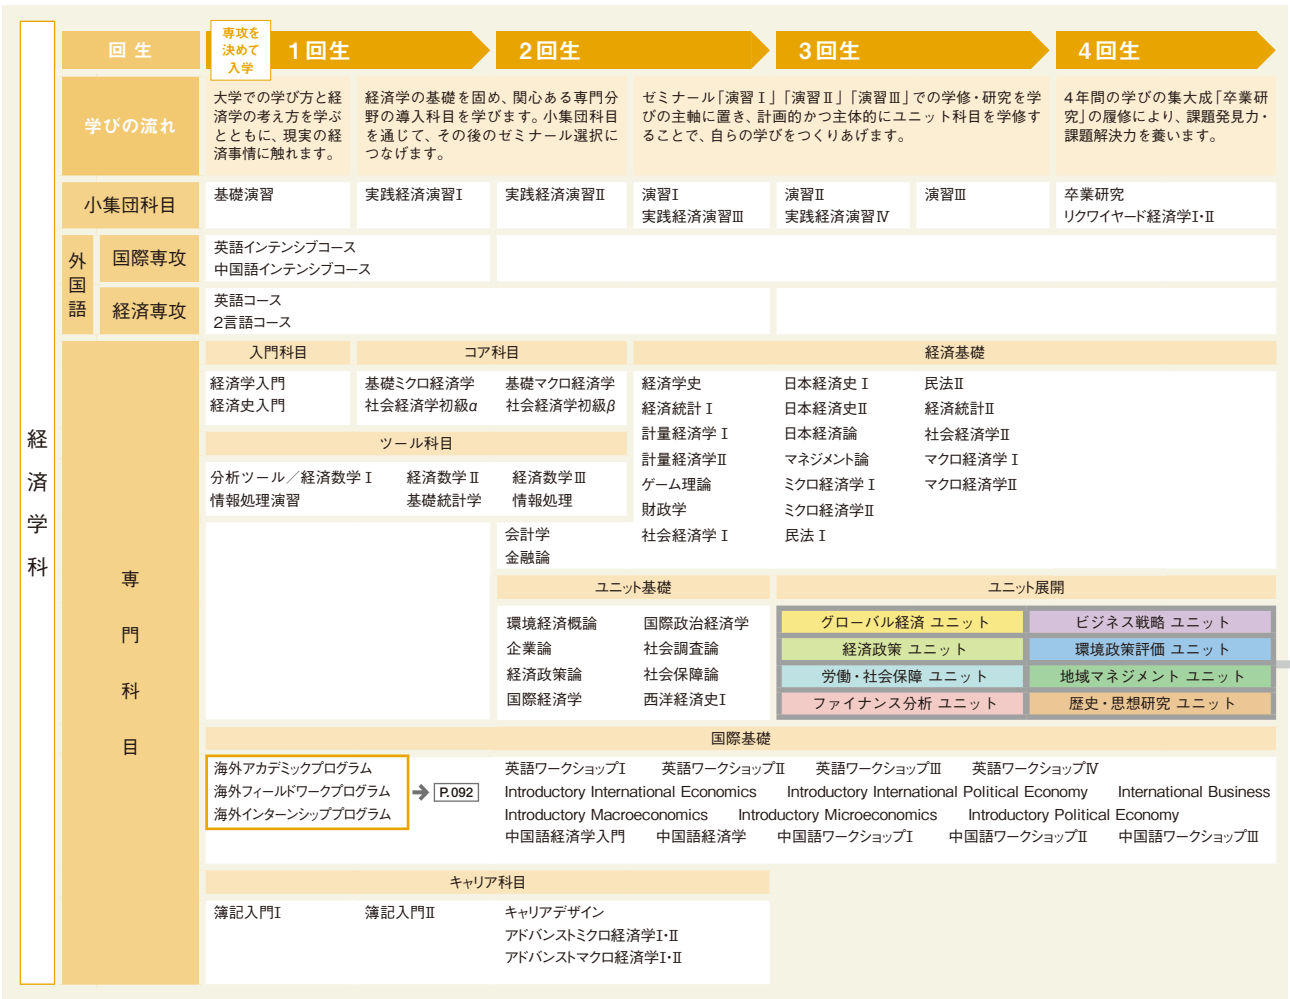 経済学科
回生
専攻を
決めて
入学
1回生
2回生
3回生
4回生
学びの流れ
大学での学び方と経
済学の考え方を学ぶ
とともに、現実の経
済事情に触れます。
経済学の基礎を固め、関心ある専門分
野の導入科目を学びます。小集団科目
を通じて、その後のゼミナール選択に
つなげます。
ゼミナール「演習Ⅰ」「演習Ⅱ」「演習Ⅲ」での学修・研究を学
びの主軸に置き、計画的かつ主体的にユニット科目を学修す
ることで、自らの学びをつくりあげます。
4年間の学びの集大成「卒業研
究」の履修により、課題発見力・
課題解決力を養います。
小集団科目
基礎演習
実践経済演習Ⅰ
実践経済演習Ⅱ
演習Ⅰ
実践経済演習Ⅲ
演習Ⅱ
実践経済演習Ⅳ
演習Ⅲ
卒業研究
リクワイヤード経済学Ⅰ・Ⅱ
外国語
国際専攻
英語インテンシブコース
中国語インテンシブコース
経済専攻
英語コース
2言語コース
専門科目
入門科目
経済学入門
経済史入門
コア科目
基礎ミクロ経済学 基礎マクロ経済学
社会経済学初級α 社会経済学初級β
ツール科目
分析ツール／経済数学Ⅰ 経済数学Ⅱ 経済数学Ⅲ
情報処理演習 基礎統計学 情報処理
会計学
金融論
経済基礎
経済学史 日本経済史Ⅰ 民法Ⅱ
経済統計Ⅰ 日本経済史Ⅱ 経済統計Ⅱ
計量経済学Ⅰ 日本経済論 社会経済学Ⅱ
計量経済学Ⅱ マネジメント論 マクロ経済学Ⅰ
ゲーム理論 ミクロ経済学Ⅰ マクロ経済学Ⅱ
財政学 ミクロ経済学Ⅱ
社会経済学Ⅰ 民法Ⅰ
ユニット基礎
環境経済概論 国際政治経済学
企業論 社会調査論
経済政策論 社会保障論
国際経済学 西洋経済史Ⅰ
ユニット展開
グローバル経済 ユニット ビジネス戦略 ユニット
経済政策 ユニット 環境政策評価 ユニット
労働・社会保障 ユニット 地域マネジメント ユニット
ファイナンス分析 ユニット 歴史・思想研究 ユニット
国際基礎
海外アカデミックプログラム
海外フィールドワークプログラム
海外インターンシッププログラム
P.092
英語ワークショップⅠ 英語ワークショップⅡ 英語ワークショップⅢ 英語ワークショップⅣ
Introductory International Economics Introductory International Political Economy International Business
Introductory Macroeconomics Introductory Microeconomics Introductory Political Economy
中国語経済学入門 中国語経済学 中国語ワークショップⅠ 中国語ワークショップⅡ 中国語ワークショップⅢ
キャリア科目
簿記入門Ⅰ 簿記入門Ⅱ キャリアデザイン
アドバンストミクロ経済学Ⅰ・Ⅱ
アドバンストマクロ経済学Ⅰ・Ⅱ